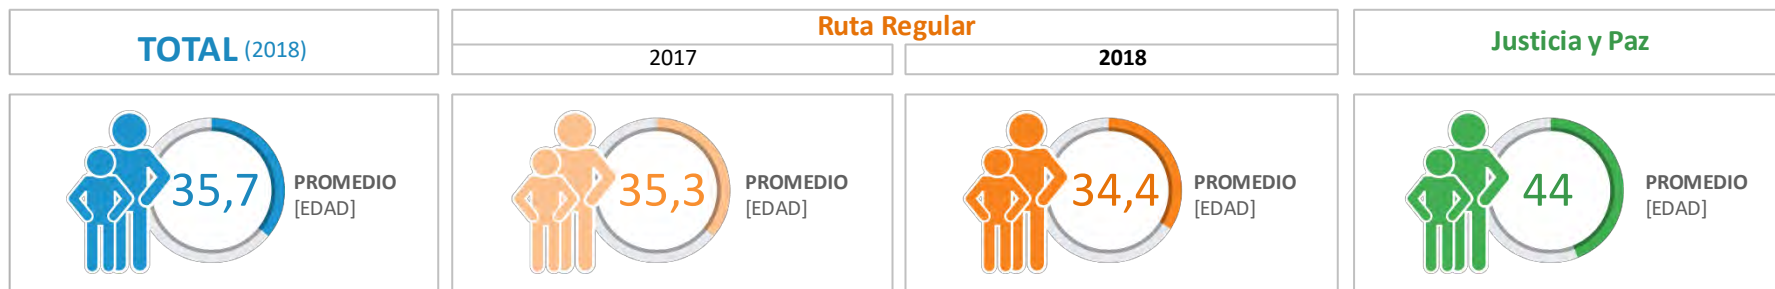 TOTAL (2018)
Ruta Regular
2017
2018
Justicia y Paz
35,7
PROMEDIO
[EDAD]
35,3
PROMEDIO
[EDAD]
34,4
PROMEDIO
[EDAD]
44
PROMEDIO
[EDAD]